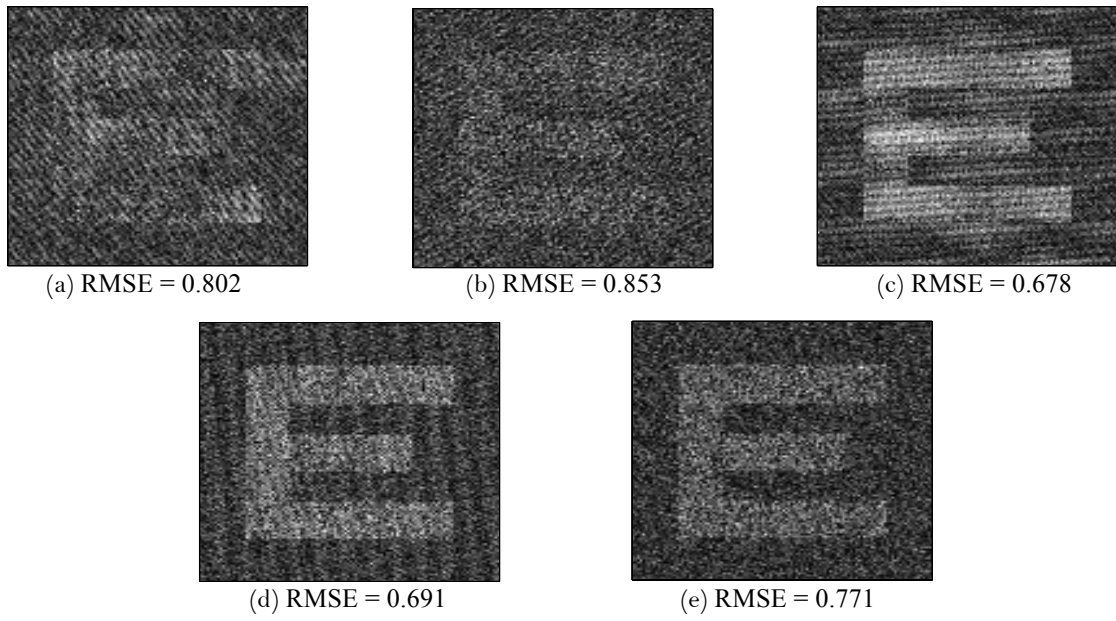 (a) RMSE = 0.802
(b) RMSE = 0.853
(c) RMSE = 0.678
(d) RMSE = 0.691
(e) RMSE = 0.771